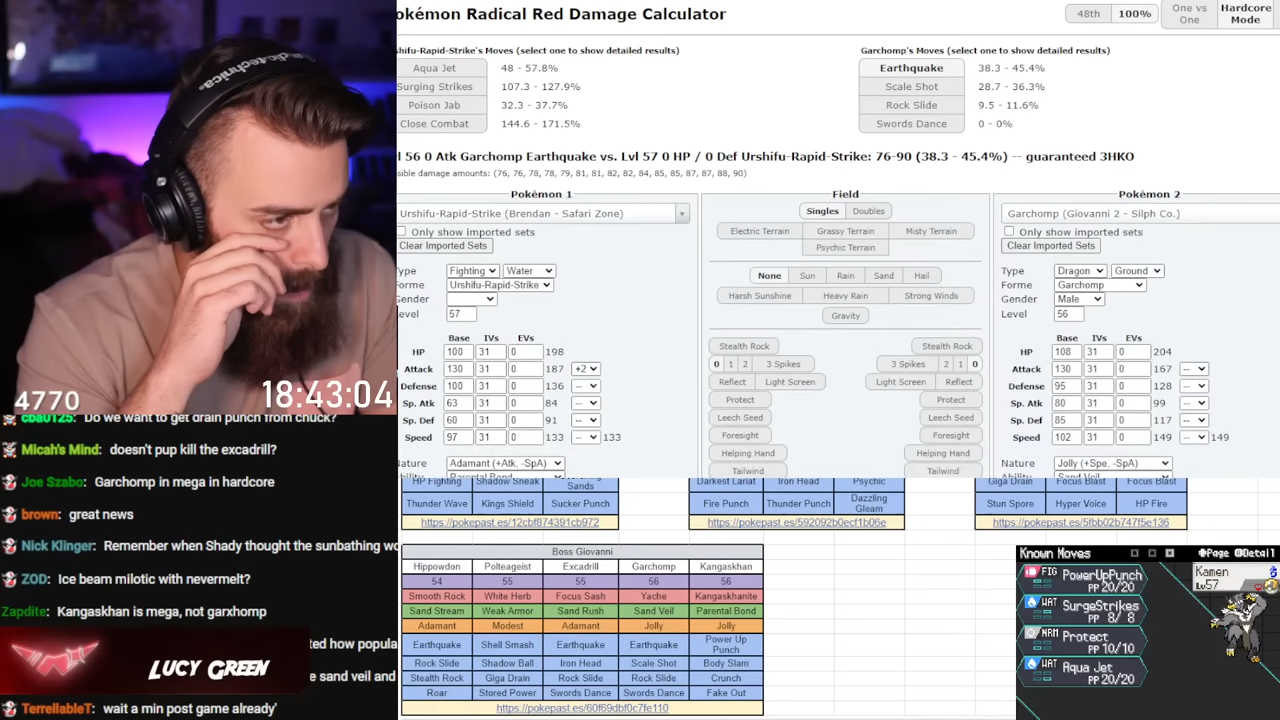 okémon Radical Red Damage Calculator
48th
100%
One vs One
Hardcore Mode
shifu-Rapid-Strike's Moves (select one to show detailed results)
Aqua Jet 48 - 57.8%
Surging Strikes 107.3 - 127.9%
Poison Jab 32.3 - 37.7%
Close Combat 144.6 - 171.5%
Garchomp's Moves (select one to show detailed results)
Earthquake 38.3 - 45.4%
Scale Shot 28.7 - 36.3%
Rock Slide 9.5 - 11.6%
Swords Dance 0 - 0%
l 56 0 Atk Garchomp Earthquake vs. Lvl 57 0 HP / 0 Def Urshifu-Rapid-Strike: 76-90 (38.3 - 45.4%) -- guaranteed 3HKO
sible damage amounts: (76, 76, 78, 78, 79, 81, 81, 82, 82, 84, 85, 85, 87, 87, 88, 90)
Pokémon 1
Urshifu-Rapid-Strike (Brendan - Safari Zone)
Only show imported sets
Clear Imported Sets
Type Fighting Water
Forme Urshifu-Rapid-Strike
Gender
Level 57
Base IVs EVs
HP 100 31 0 198
Attack 130 31 0 187 +2
Defense 100 31 0 136 --
Sp. Atk 63 31 0 84 --
Sp. Def 60 31 0 91 --
Speed 97 31 0 133 -- 133
Nature Adamant (+Atk, -SpA)
Field
Singles Doubles
Electric Terrain Grassy Terrain Misty Terrain
Psychic Terrain
None Sun Rain Sand Hail
Harsh Sunshine Heavy Rain Strong Winds
Gravity
Stealth Rock Stealth Rock
0 1 2 3 Spikes 3 Spikes 2 1 0
Reflect Light Screen Light Screen Reflect
Protect Protect
Leech Seed Leech Seed
Foresight Foresight
Helping Hand Helping Hand
Tailwind Tailwind
Pokémon 2
Garchomp (Giovanni 2 - Silph Co.)
Only show imported sets
Clear Imported Sets
Type Dragon Ground
Forme Garchomp
Gender Male
Level 56
Base IVs EVs
HP 108 31 0 204
Attack 130 31 0 167 --
Defense 95 31 0 128 --
Sp. Atk 80 31 0 99 --
Sp. Def 85 31 0 117 --
Speed 102 31 0 149 -- 149
Nature Jolly (+Spe, -SpA)
HP Fighting Shadow Sneak Sands
Thunder Wave Kings Shield Sucker Punch
https://pokepast.es/12cbf874391cb972
Darkest Lariat Iron Head Psychic
Fire Punch Thunder Punch Dazzling Gleam
https://pokepast.es/592092b0ecf1b06e
Giga Drain Focus Blast Focus Blast
Stun Spore Hyper Voice HP Fire
https://pokepast.es/5fbb02b747f5e136
Boss Giovanni
Hippowdon Polteageist Excadrill Garchomp Kangaskhan
54 55 55 56 56
Smooth Rock White Herb Focus Sash Yache Kangaskhanite
Sand Stream Weak Armor Sand Rush Sand Veil Parental Bond
Adamant Modest Adamant Jolly Jolly
Earthquake Shell Smash Earthquake Earthquake Power Up Punch
Rock Slide Shadow Ball Iron Head Scale Shot Body Slam
Stealth Rock Giga Drain Rock Slide Rock Slide Crunch
Roar Stored Power Swords Dance Swords Dance Fake Out
https://pokepast.es/60f69dbf0c7fe110
audio-technica
4770
18:43:04
cba0125: Do we want to get drain punch from chuck?
Micah's Mind: doesn't pup kill the excadrill?
Joe Szabo: Garchomp in mega in hardcore
brown: great news
Nick Klinger: Remember when Shady thought the sunbathing wo
ZOD: Ice beam milotic with nevermelt?
Zapdite: Kangaskhan is mega, not garxhomp
ted how popula
e sand veil and
LUCY GREEN
TerrellableT: wait a min post game already'
Known Moves
Page Detail
FIG PowerUpPunch
PP 20/20
WAT SurgeStrikes
PP 8/ 8
NRM Protect
PP 10/10
WAT Aqua Jet
PP 20/20
Kamen
Lv57